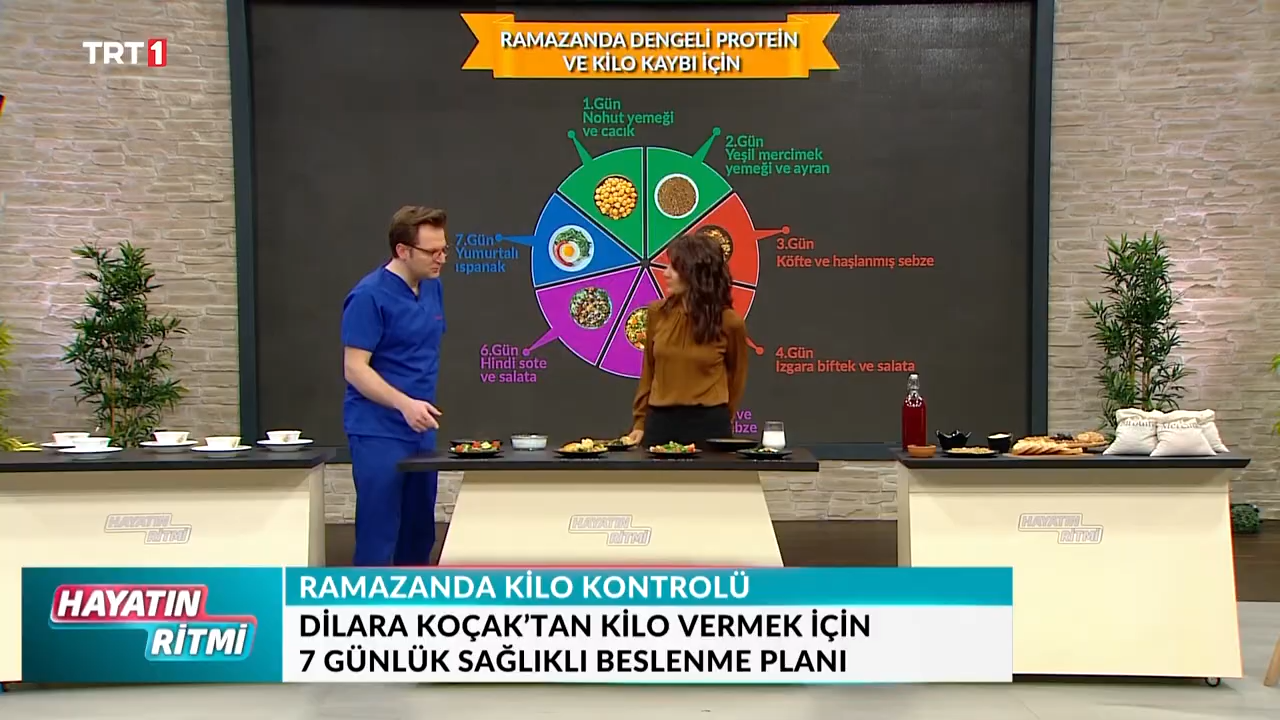 TRT 1
RAMAZANDA DENGELİ PROTEİN
VE KİLO KAYBI İÇİN
1.Gün
Nohut yemeği
ve cacık
2.Gün
Yeşil mercimek
yemeği ve ayran
3.Gün
Köfte ve haşlanmış sebze
4.Gün
Izgara biftek ve salata
ve
6.Gün
Hindi sote
ve salata
7.Gün
Yumurtalı
ıspanak
HAYATIN
RİTMİ
HAYATIN
RİTMİ
HAYATIN
RİTMİ
HAYATIN
RİTMİ
RAMAZANDA KİLO KONTROLÜ
DİLARA KOÇAK’TAN KİLO VERMEK İÇİN
7 GÜNLÜK SAĞLIKLI BESLENME PLANI